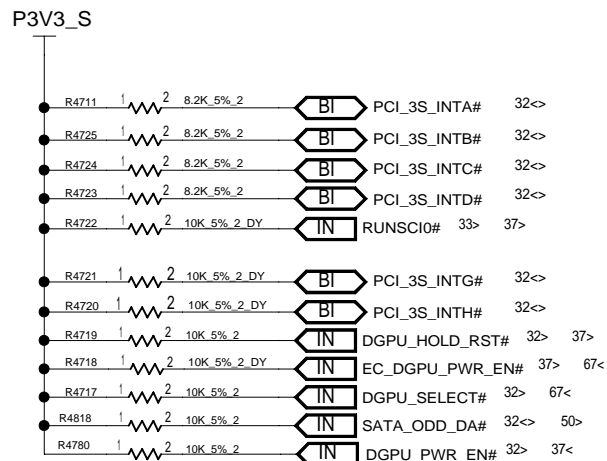 P3V3_S
R4711 1 2 8.2K_5%_2 BI PCI_3S_INTA# 32<>
R4725 1 2 8.2K_5%_2 BI PCI_3S_INTB# 32<>
R4724 1 2 8.2K_5%_2 BI PCI_3S_INTC# 32<>
R4723 1 2 8.2K_5%_2 BI PCI_3S_INTD# 32<>
R4722 1 2 10K_5%_2_DY IN RUNSCI0# 33> 37>
R4721 1 2 10K_5%_2_DY BI PCI_3S_INTG# 32<>
R4720 1 2 10K_5%_2_DY BI PCI_3S_INTH# 32<>
R4719 1 2 10K_5%_2 IN DGPU_HOLD_RST# 32> 37>
R4718 1 2 10K_5%_2_DY IN EC_DGPU_PWR_EN# 37> 67<
R4717 1 2 10K_5%_2 IN DGPU_SELECT# 32> 67<
R4818 1 2 10K_5%_2 IN SATA_ODD_DA# 32<> 50>
R4780 1 2 10K_5%_2 IN DGPU_PWR_EN# 32> 37<